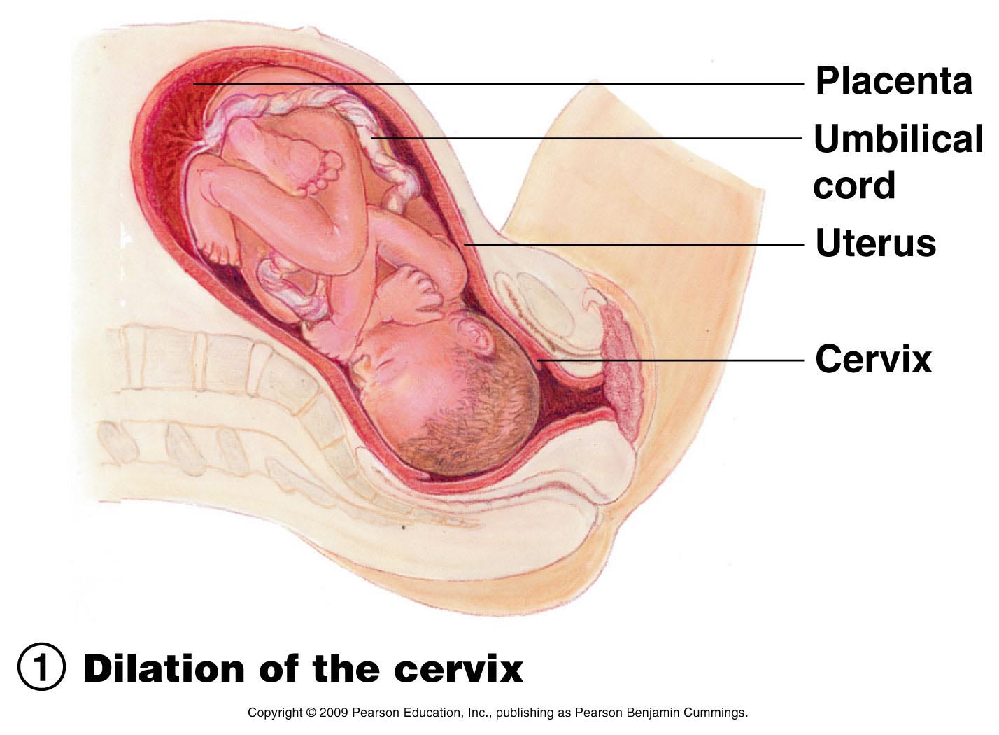 Placenta
Umbilical
cord
Uterus
Cervix
1 Dilation of the cervix
Copyright © 2009 Pearson Education, Inc., publishing as Pearson Benjamin Cummings.